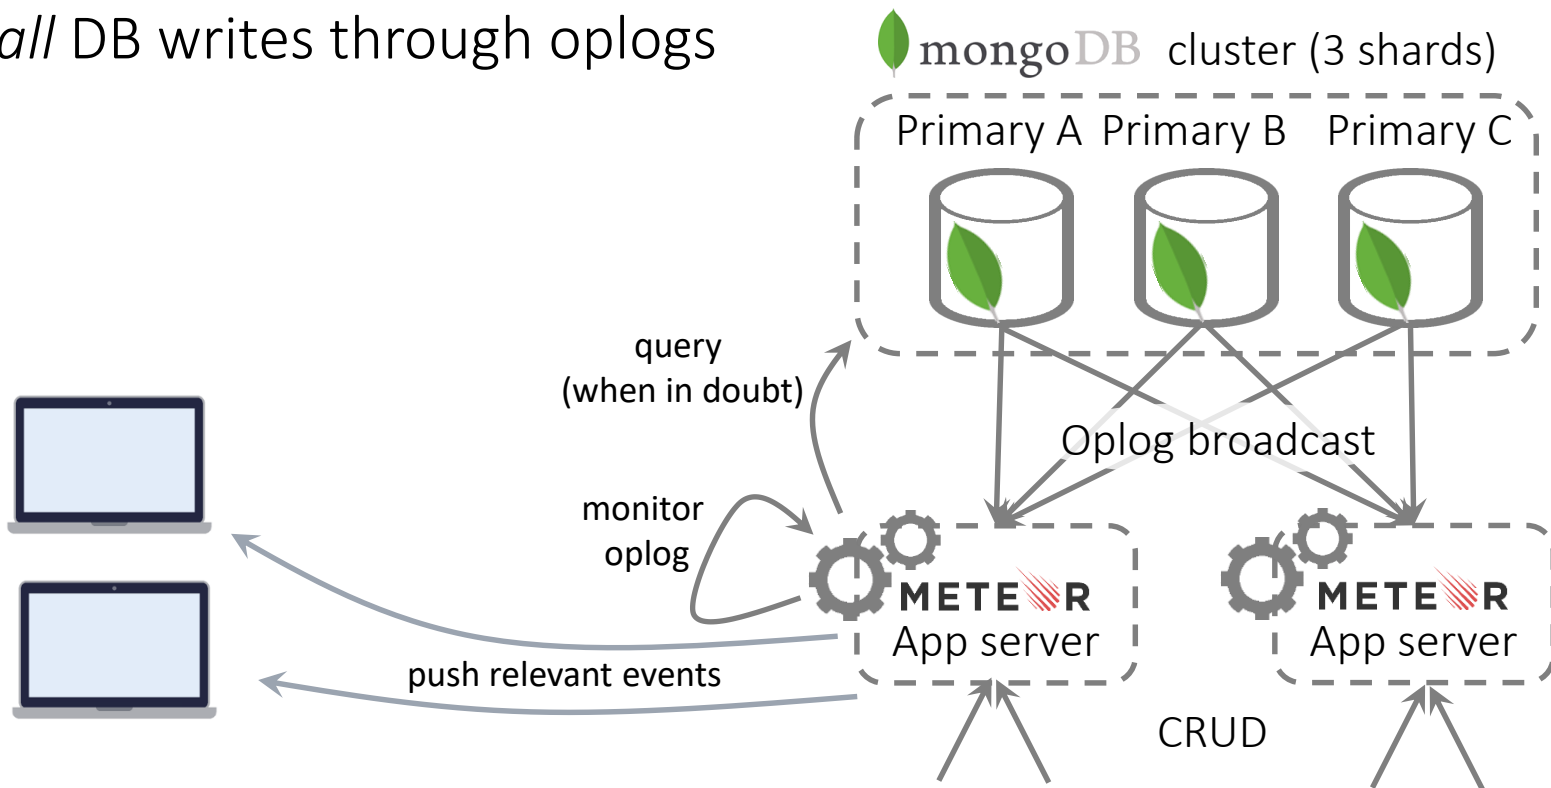 all DB writes through oplogs
mongoDB cluster (3 shards)
Primary A Primary B Primary C
query
(when in doubt)
Oplog broadcast
monitor
oplog
METEOR
App server
METEOR
App server
push relevant events
CRUD